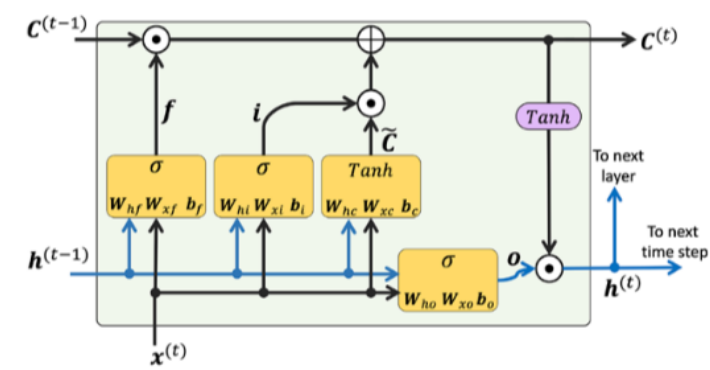 C^(t−1)
C^(t)
f
i
C̃
Tanh
To next
layer
σ
W_hf W_xf b_f
σ
W_hi W_xi b_i
Tanh
W_hc W_xc b_c
h^(t−1)
σ
W_ho W_xo b_o
o
To next
time step
h^(t)
x^(t)